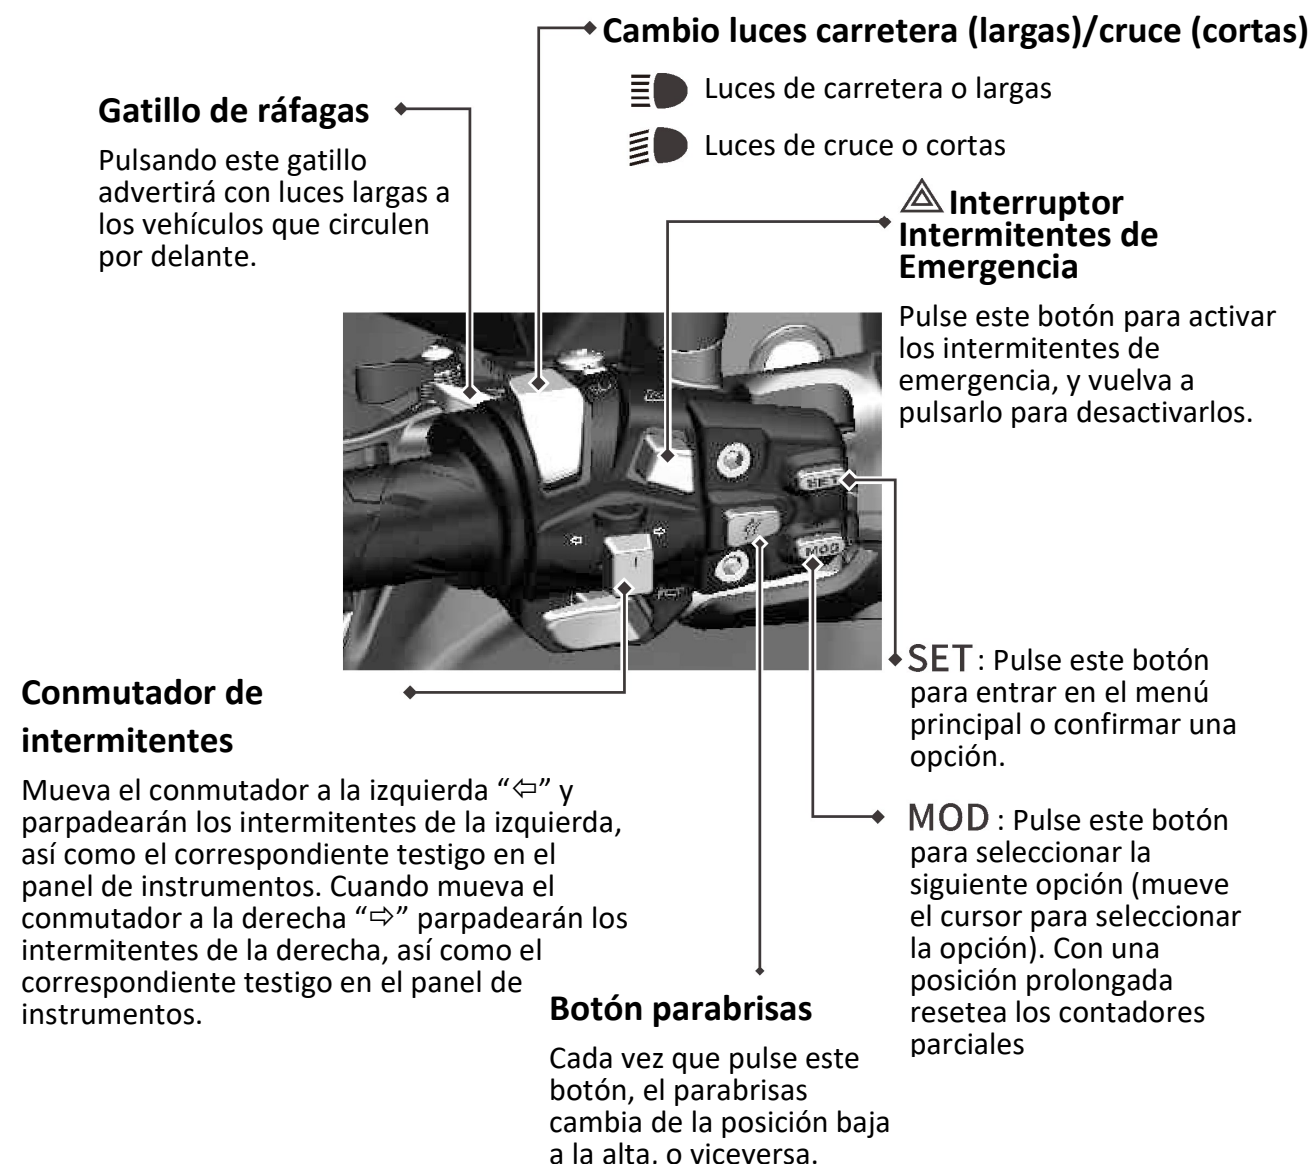 Cambio luces carretera (largas)/cruce (cortas)
Luces de carretera o largas
Luces de cruce o cortas
Gatillo de ráfagas
Pulsando este gatillo
advertirá con luces largas a
los vehículos que circulen
por delante.
Interruptor
Intermitentes de
Emergencia
Pulse este botón para activar
los intermitentes de
emergencia, y vuelva a
pulsarlo para desactivarlos.
SET
MOD
SET: Pulse este botón
para entrar en el menú
principal o confirmar una
opción.
MOD: Pulse este botón
para seleccionar la
siguiente opción (mueve
el cursor para seleccionar
la opción). Con una
posición prolongada
resetea los contadores
parciales
Conmutador de
intermitentes
Mueva el conmutador a la izquierda “⇦” y
parpadearán los intermitentes de la izquierda,
así como el correspondiente testigo en el
panel de instrumentos. Cuando mueva el
conmutador a la derecha “⇨” parpadearán los
intermitentes de la derecha, así como el
correspondiente testigo en el panel de
instrumentos.
Botón parabrisas
Cada vez que pulse este
botón, el parabrisas
cambia de la posición baja
a la alta, o viceversa.